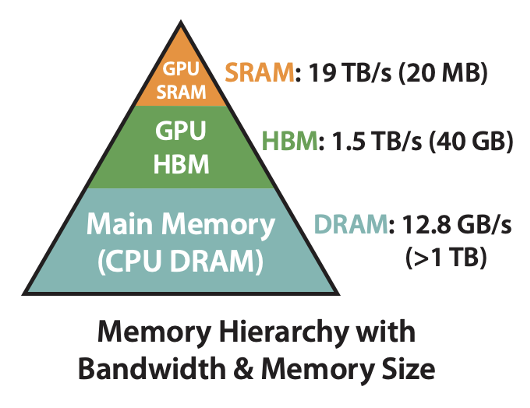 GPU
SRAM
SRAM: 19 TB/s (20 MB)
GPU
HBM
HBM: 1.5 TB/s (40 GB)
Main Memory
(CPU DRAM)
DRAM: 12.8 GB/s
(>1 TB)
Memory Hierarchy with
Bandwidth & Memory Size